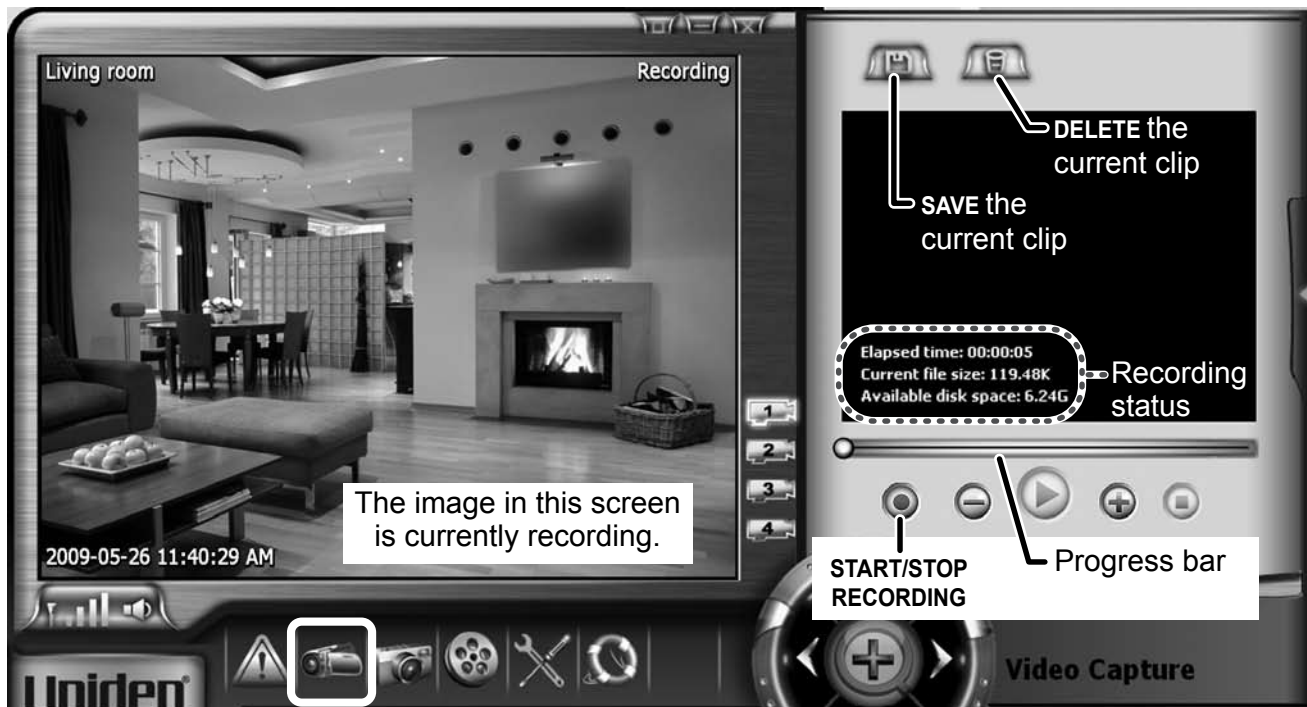 Living room
Recording
DELETE the
current clip
SAVE the
current clip
Elapsed time: 00:00:05
Current file size: 119.48K
Available disk space: 6.24G
Recording
status
1
2
3
4
The image in this screen
is currently recording.
2009-05-26 11:40:29 AM
START/STOP
RECORDING
Progress bar
Uniden®
Video Capture